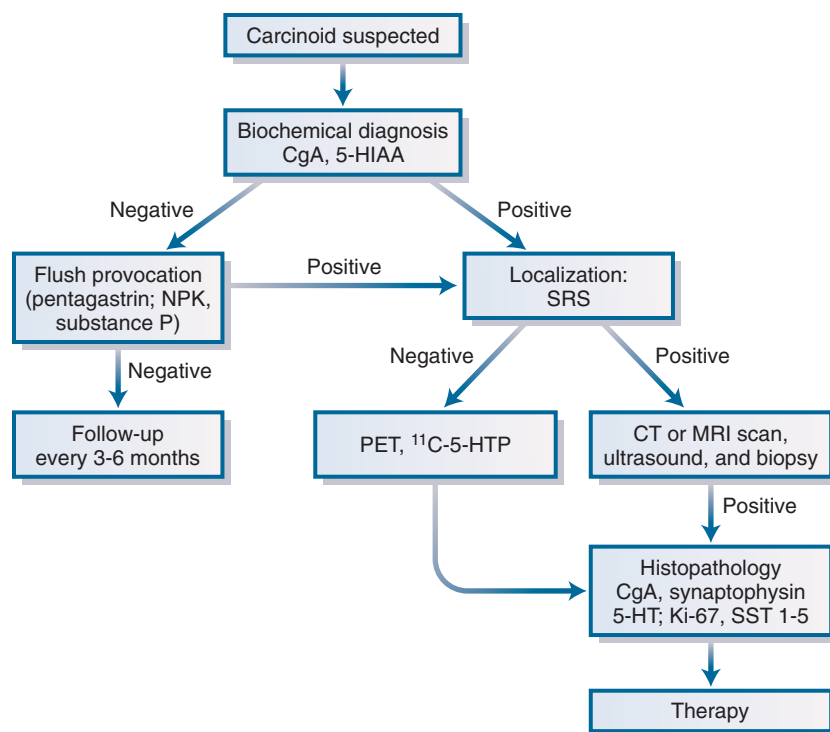 Carcinoid suspected
Biochemical diagnosis
CgA, 5-HIAA
Negative
Positive
Flush provocation
(pentagastrin; NPK,
substance P)
Positive
Localization:
SRS
Negative
Negative
Positive
Follow-up
every 3-6 months
PET, ¹¹C-5-HTP
CT or MRI scan,
ultrasound, and biopsy
Positive
Histopathology
CgA, synaptophysin
5-HT; Ki-67, SST 1-5
Therapy